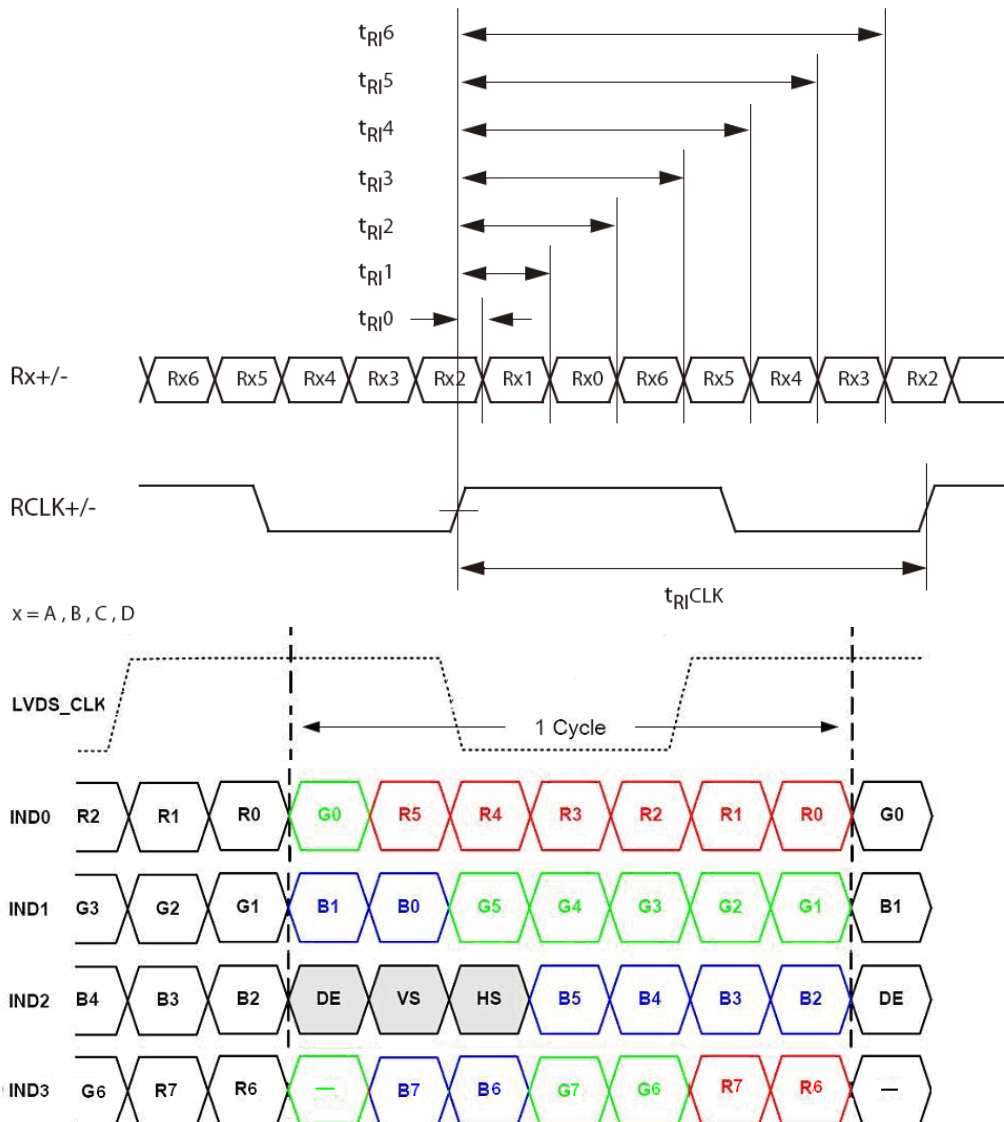 tRI6
tRI5
tRI4
tRI3
tRI2
tRI1
tRI0
Rx+/- Rx6 Rx5 Rx4 Rx3 Rx2 Rx1 Rx0 Rx6 Rx5 Rx4 Rx3 Rx2
RCLK+/-
tRICLK
x = A , B , C , D
LVDS_CLK 1 Cycle
IND0 R2 R1 R0 G0 R5 R4 R3 R2 R1 R0 G0
IND1 G3 G2 G1 B1 B0 G5 G4 G3 G2 G1 B1
IND2 B4 B3 B2 DE VS HS B5 B4 B3 B2 DE
IND3 G6 R7 R6 — B7 B6 G7 G6 R7 R6 —